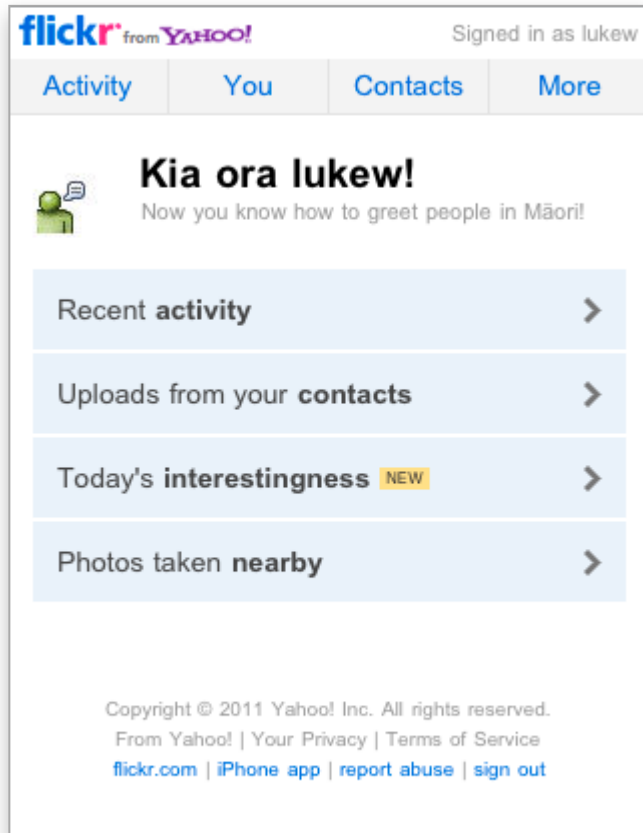 flickr from YAHOO! Signed in as lukew
Activity You Contacts More
Kia ora lukew!
Now you know how to greet people in Māori!
Recent activity
Uploads from your contacts
Today's interestingness NEW
Photos taken nearby
Copyright © 2011 Yahoo! Inc. All rights reserved.
From Yahoo! | Your Privacy | Terms of Service
flickr.com | iPhone app | report abuse | sign out